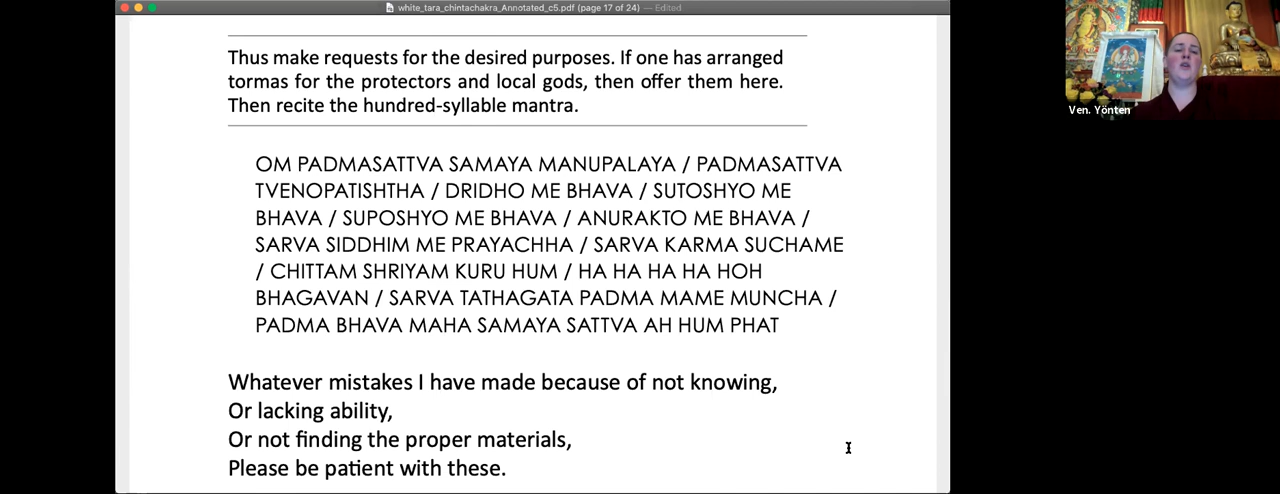 white_tara_chintachakra_Annotated_c5.pdf (page 17 of 24) — Edited
Thus make requests for the desired purposes. If one has arranged
tormas for the protectors and local gods, then offer them here.
Then recite the hundred-syllable mantra.
OM PADMASATTVA SAMAYA MANUPALAYA / PADMASATTVA
TVENOPATISHTHA / DRIDHO ME BHAVA / SUTOSHYO ME
BHAVA / SUPOSHYO ME BHAVA / ANURAKTO ME BHAVA /
SARVA SIDDHIM ME PRAYACHHA / SARVA KARMA SUCHAME
/ CHITTAM SHRIYAM KURU HUM / HA HA HA HA HOH
BHAGAVAN / SARVA TATHAGATA PADMA MAME MUNCHA /
PADMA BHAVA MAHA SAMAYA SATTVA AH HUM PHAT
Whatever mistakes I have made because of not knowing,
Or lacking ability,
Or not finding the proper materials,
Please be patient with these.
Ven. Yönten